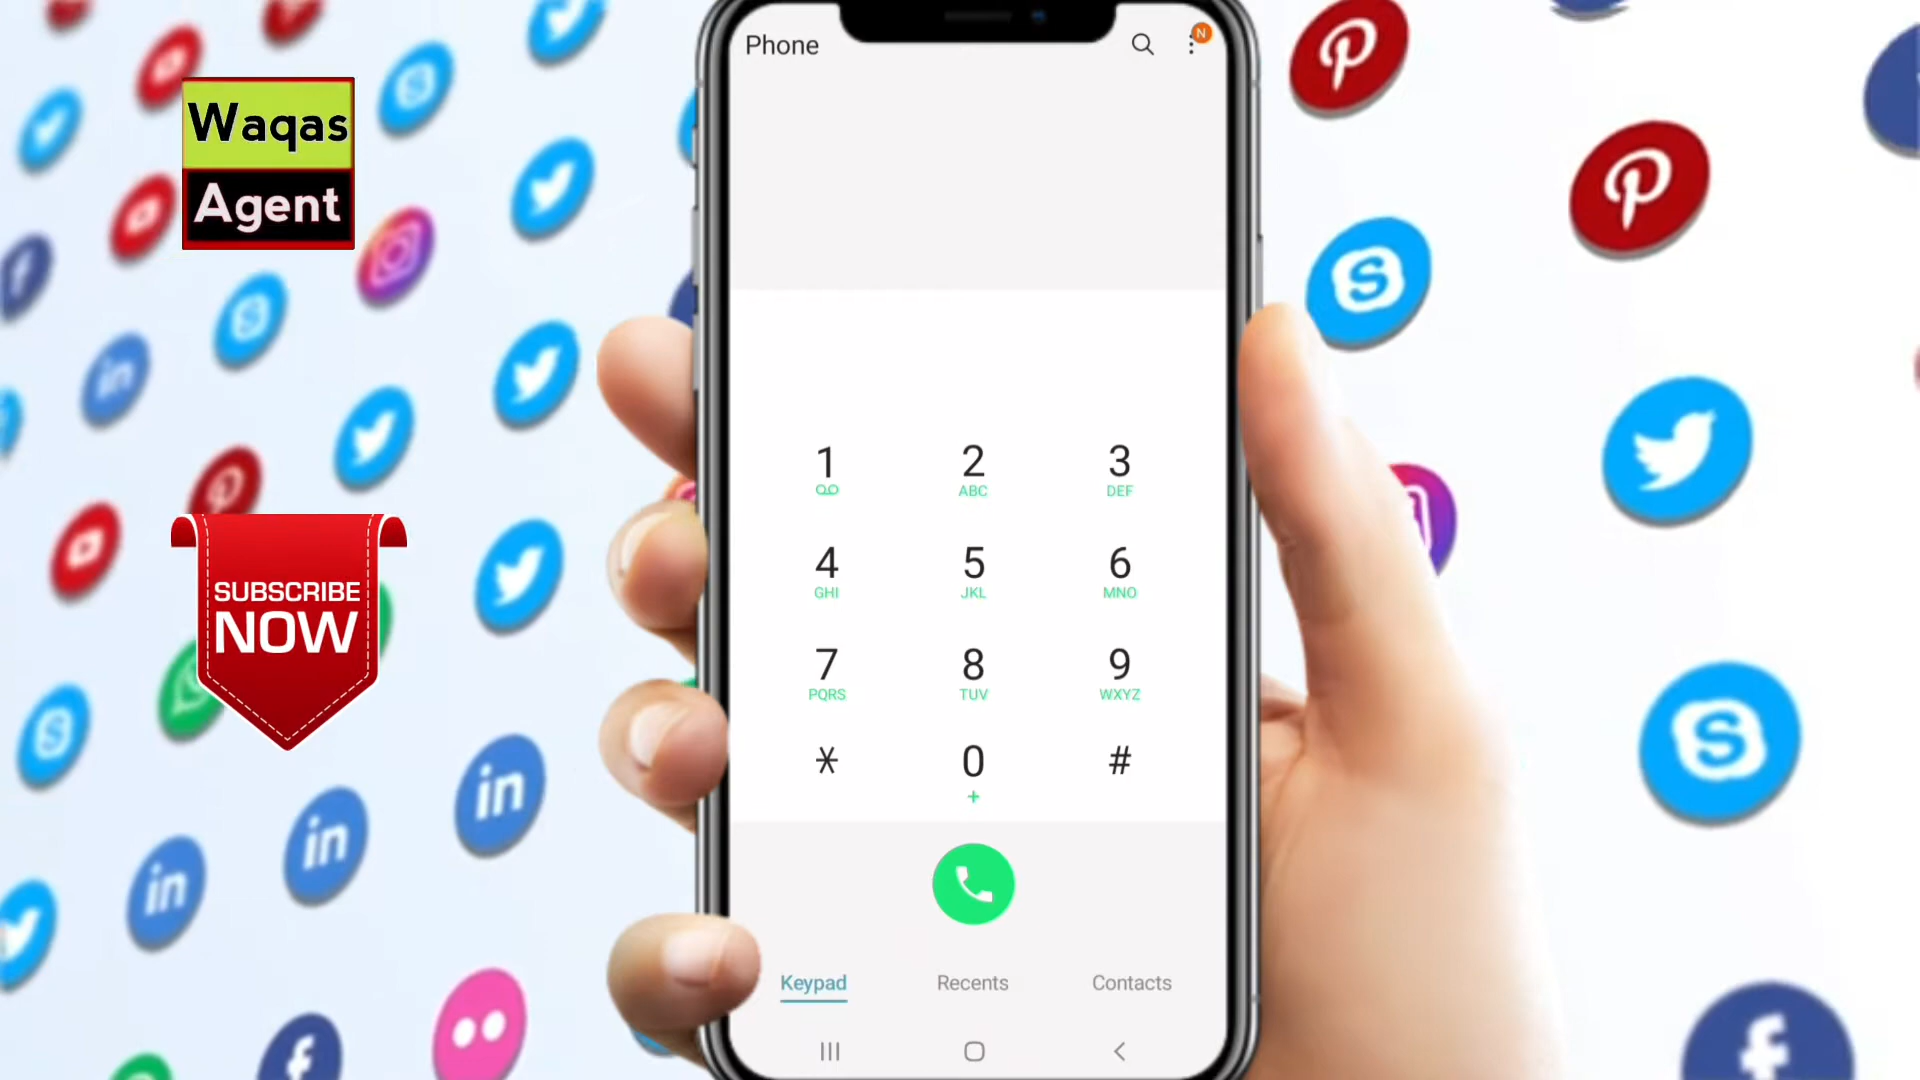 Phone
N
Waqas
Agent
1
2
ABC
3
DEF
4
GHI
5
JKL
6
MNO
7
PQRS
8
TUV
9
WXYZ
*
0
+
#
SUBSCRIBE
NOW
Keypad
Recents
Contacts